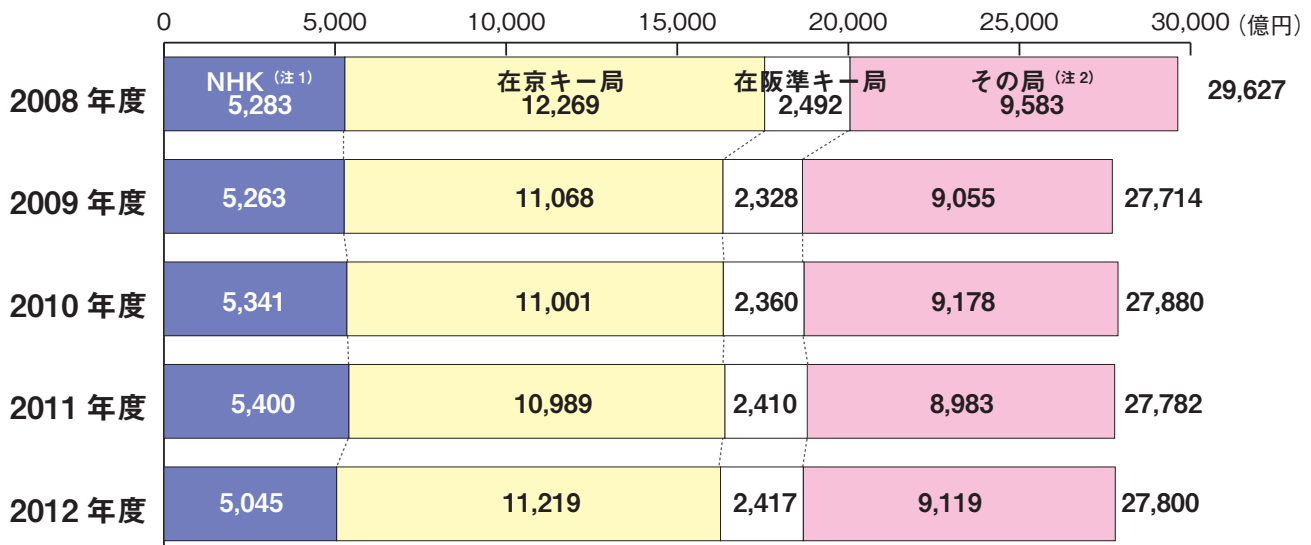 0 5,000 10,000 15,000 20,000 25,000 30,000 (億円)
NHK (注1) 在京キー局 在阪準キー局 その局 (注2)
2008 年度 5,283 12,269 2,492 9,583 29,627
2009 年度 5,263 11,068 2,328 9,055 27,714
2010 年度 5,341 11,001 2,360 9,178 27,880
2011 年度 5,400 10,989 2,410 8,983 27,782
2012 年度 5,045 11,219 2,417 9,119 27,800